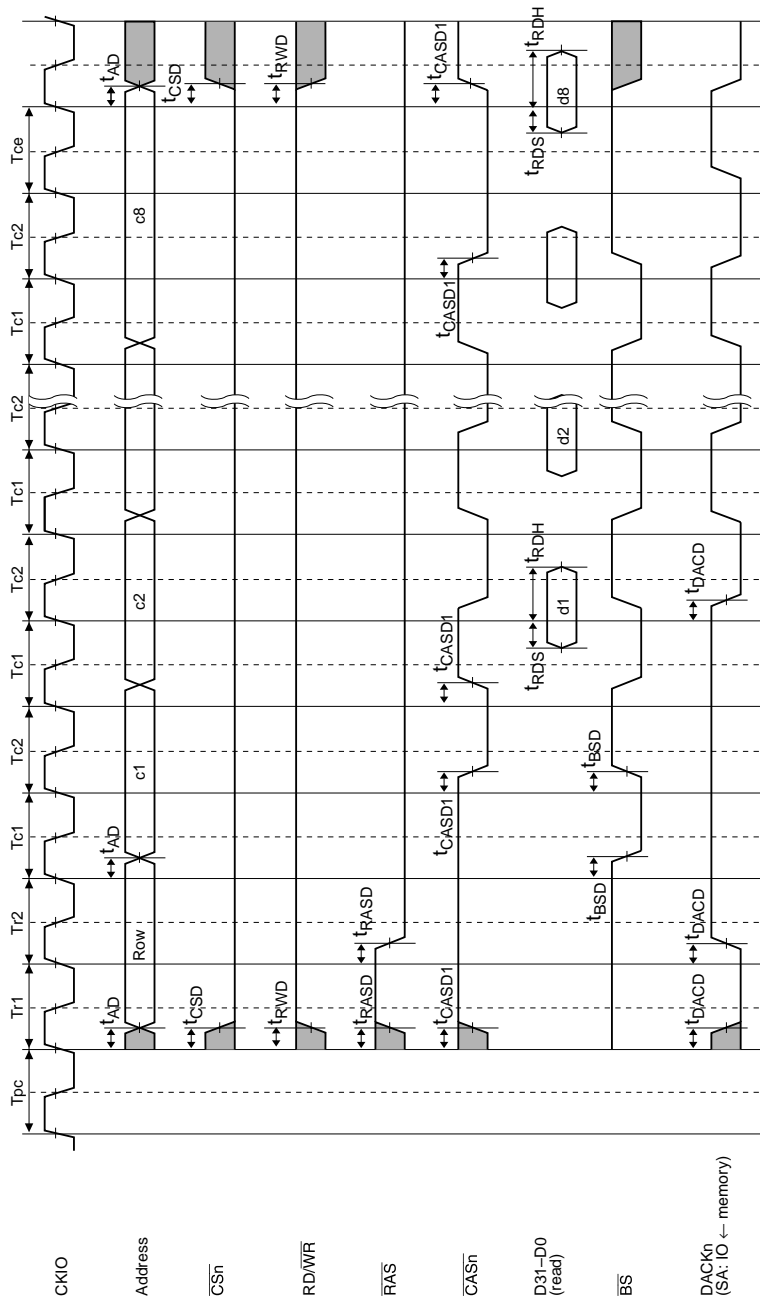 Tpc Tr1 Tr2 Tc1 Tc2 Tc1 Tc2 Tc1 Tc2 Tc1 Tc2 Tce
CKIO
tAD tAD tAD
Address Row c1 c2 c8
tCSD tCSD
CSn
tRWD tRWD
RD/WR
tRASD tRASD
RAS
tCASD1 tCASD1 tCASD1 tCASD1 tCASD1
CASn
tRDS tRDH tRDS tRDH
D31–D0
(read)
d1 d2 d8
tBSD tBSD
BS
tDACD tDACD tDACD
DACKn
(SA: IO ← memory)